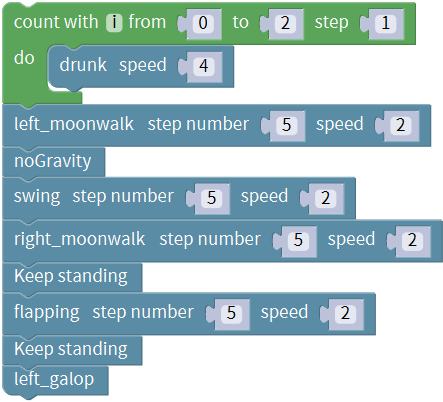 count with i from 0 to 2 step 1
do drunk speed 4
left_moonwalk step number 5 speed 2
noGravity
swing step number 5 speed 2
right_moonwalk step number 5 speed 2
Keep standing
flapping step number 5 speed 2
Keep standing
left_galop